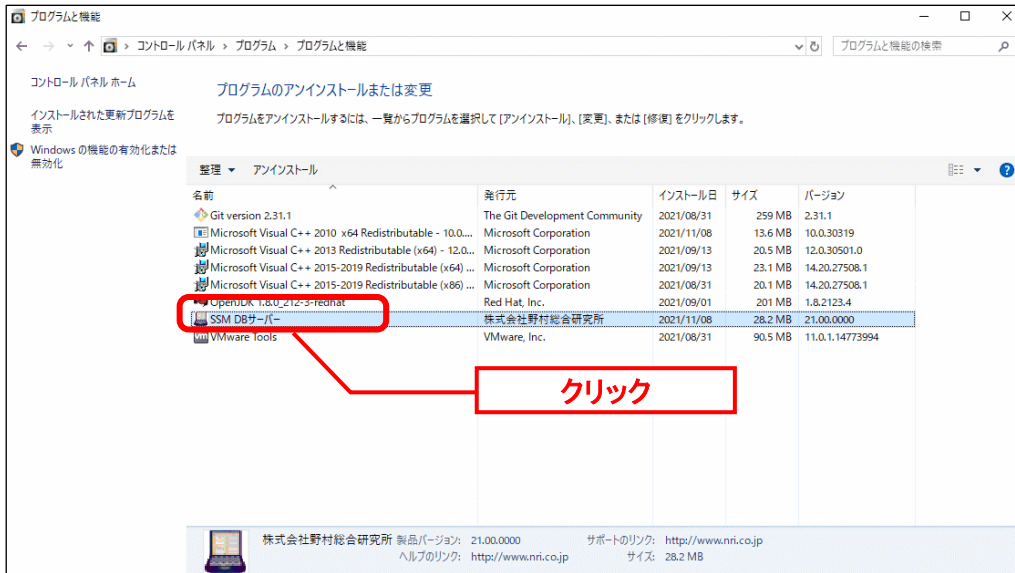 プログラムと機能
コントロール パネル › プログラム › プログラムと機能
プログラムと機能の検索
コントロール パネル ホーム
インストールされた更新プログラムを
表示
Windows の機能の有効化または
無効化
プログラムのアンインストールまたは変更
プログラムをアンインストールするには、一覧からプログラムを選択して [アンインストール]、[変更]、または [修復] をクリックします。
整理 アンインストール
名前 発行元 インストール日 サイズ バージョン
Git version 2.31.1 The Git Development Community 2021/08/31 259 MB 2.31.1
Microsoft Visual C++ 2010 x64 Redistributable - 10.0.... Microsoft Corporation 2021/11/08 13.6 MB 10.0.30319
Microsoft Visual C++ 2013 Redistributable (x64) - 12.0... Microsoft Corporation 2021/09/13 20.5 MB 12.0.30501.0
Microsoft Visual C++ 2015-2019 Redistributable (x64) ... Microsoft Corporation 2021/09/13 23.1 MB 14.20.27508.1
Microsoft Visual C++ 2015-2019 Redistributable (x86) ... Microsoft Corporation 2021/08/31 20.1 MB 14.20.27508.1
OpenJDK 1.8.0_212-3-redhat Red Hat, Inc. 2021/09/01 201 MB 1.8.2123.4
SSM DBサーバー 株式会社野村総合研究所 2021/11/08 28.2 MB 21.00.0000
VMware Tools VMware, Inc. 2021/08/31 90.5 MB 11.0.1.14773994
クリック
株式会社野村総合研究所 製品バージョン: 21.00.0000 サポートのリンク: http://www.nri.co.jp
ヘルプのリンク: http://www.nri.co.jp サイズ: 28.2 MB